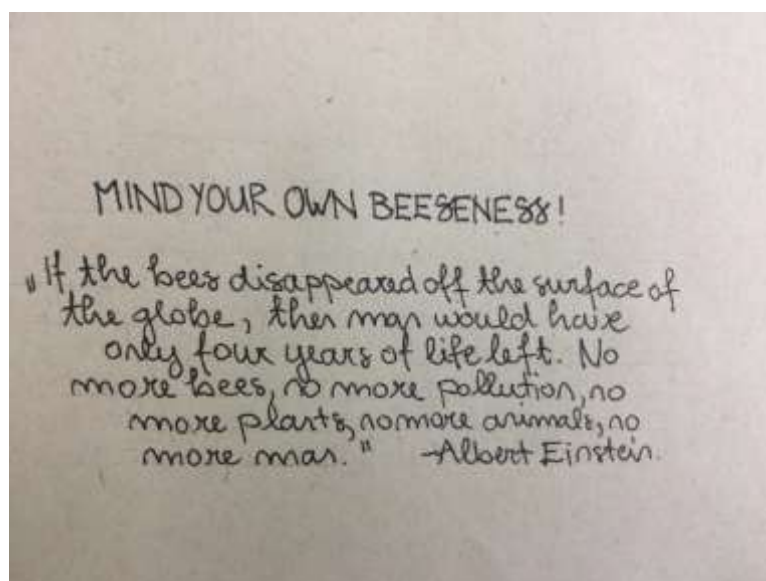 MIND YOUR OWN BEESENESS!
„If the bees disappeared off the surface of
the globe, then man would have
only four years of life left. No
more bees, no more pollution, no
more plants, no more animals, no
more man." -Albert Einstein.